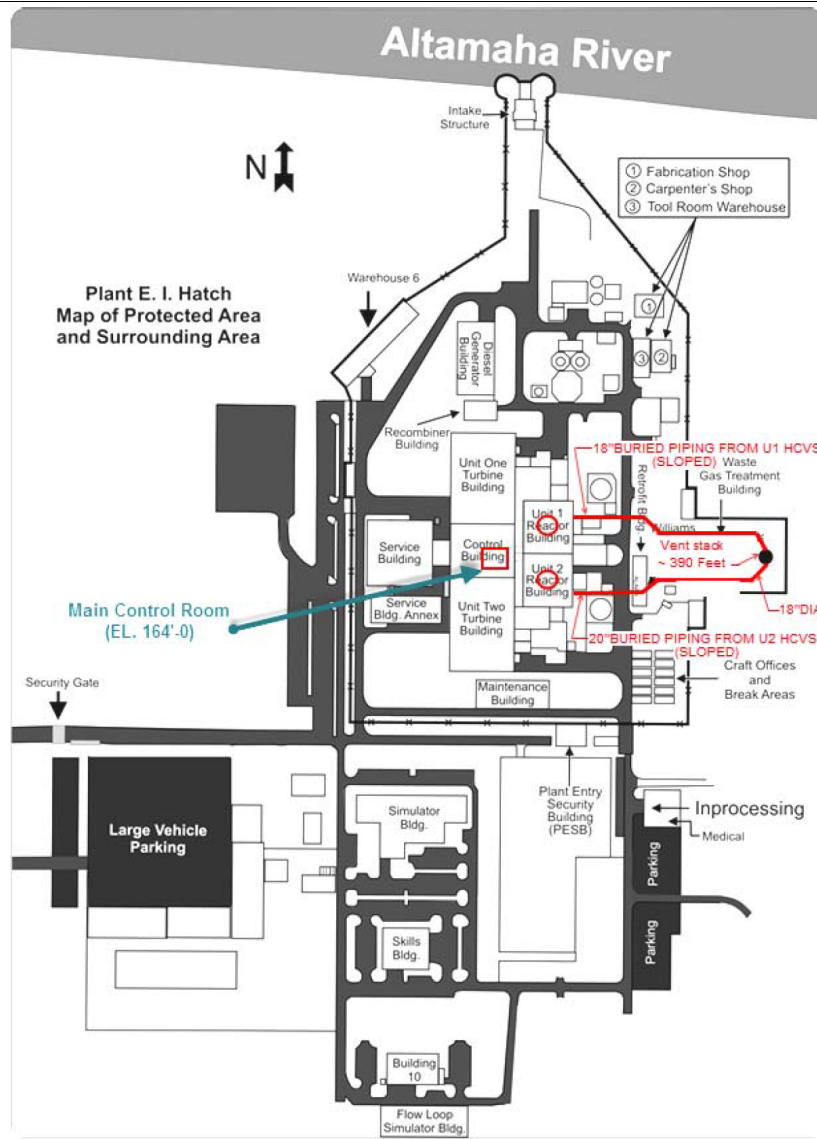 Altamaha River
Intake
Structure
N
① Fabrication Shop
② Carpenter's Shop
③ Tool Room Warehouse
Warehouse 6
Plant E. I. Hatch
Map of Protected Area
and Surrounding Area
①
③
②
Diesel
Generator
Building
Recombiner
Building
18"BURIED PIPING FROM U1 HCVS
(SLOPED)
Waste
Gas Treatment
Building
Unit One
Turbine
Building
Retrofit Bldg.
Unit 1
Reactor
Building
Williams
Control
Building
Service
Building
Vent stack
~ 390 Feet
Unit 2
Reactor
Building
Main Control Room
(EL. 164'-0)
Service
Bldg. Annex
Unit Two
Turbine
Building
18"DIA
20"BURIED PIPING FROM U2 HCVS
(SLOPED)
Craft Offices
and
Break Areas
Security Gate
Maintenance
Building
Plant Entry
Security
Building
(PESB)
Inprocessing
Medical
Large Vehicle
Parking
Simulator
Bldg.
Parking
Parking
Skills
Bldg.
Building
10
Flow Loop
Simulator Bldg.